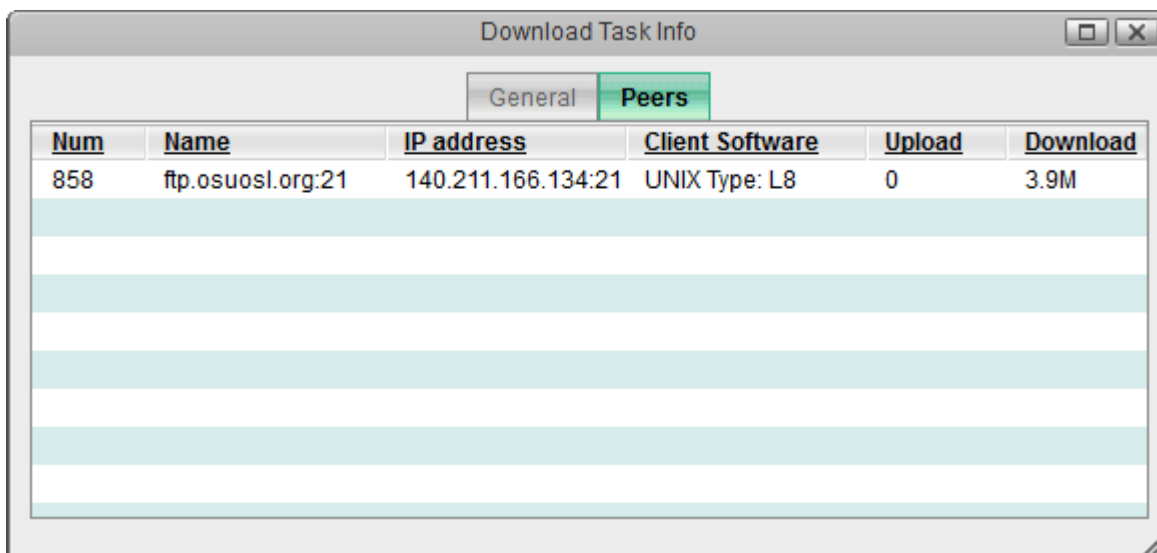 Download Task Info
General Peers
Num Name IP address Client Software Upload Download
858 ftp.osuosl.org:21 140.211.166.134:21 UNIX Type: L8 0 3.9M